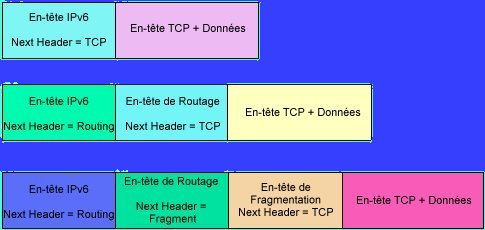 En-tête IPv6
Next Header = TCP
En-tête TCP + Données
En-tête IPv6
Next Header = Routing
En-tête de Routage
Next Header = TCP
En-tête TCP + Données
En-tête IPv6
Next Header = Routing
En-tête de Routage
Next Header =
Fragment
En-tête de
Fragmentation
Next Header = TCP
En-tête TCP + Données